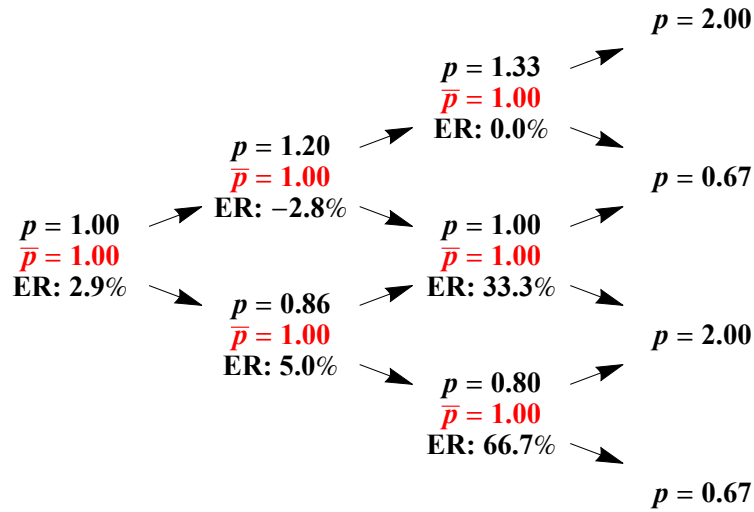 p = 1.00
p̅ = 1.00
ER: 2.9%
p = 1.20
p̅ = 1.00
ER: −2.8%
p = 0.86
p̅ = 1.00
ER: 5.0%
p = 1.33
p̅ = 1.00
ER: 0.0%
p = 1.00
p̅ = 1.00
ER: 33.3%
p = 0.80
p̅ = 1.00
ER: 66.7%
p = 2.00
p = 0.67
p = 2.00
p = 0.67